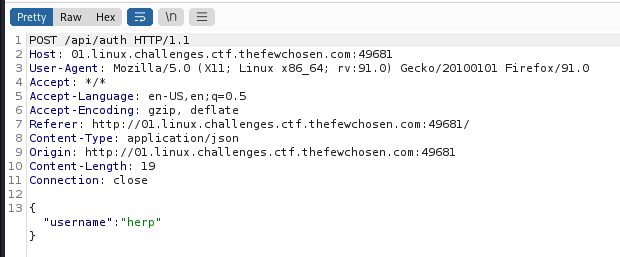 Pretty Raw Hex \n
1 POST /api/auth HTTP/1.1
2 Host: 01.linux.challenges.ctf.thefewchosen.com:49681
3 User-Agent: Mozilla/5.0 (X11; Linux x86_64; rv:91.0) Gecko/20100101 Firefox/91.0
4 Accept: */*
5 Accept-Language: en-US,en;q=0.5
6 Accept-Encoding: gzip, deflate
7 Referer: http://01.linux.challenges.ctf.thefewchosen.com:49681/
8 Content-Type: application/json
9 Origin: http://01.linux.challenges.ctf.thefewchosen.com:49681
10 Content-Length: 19
11 Connection: close
12
13 {
"username":"herp"
}